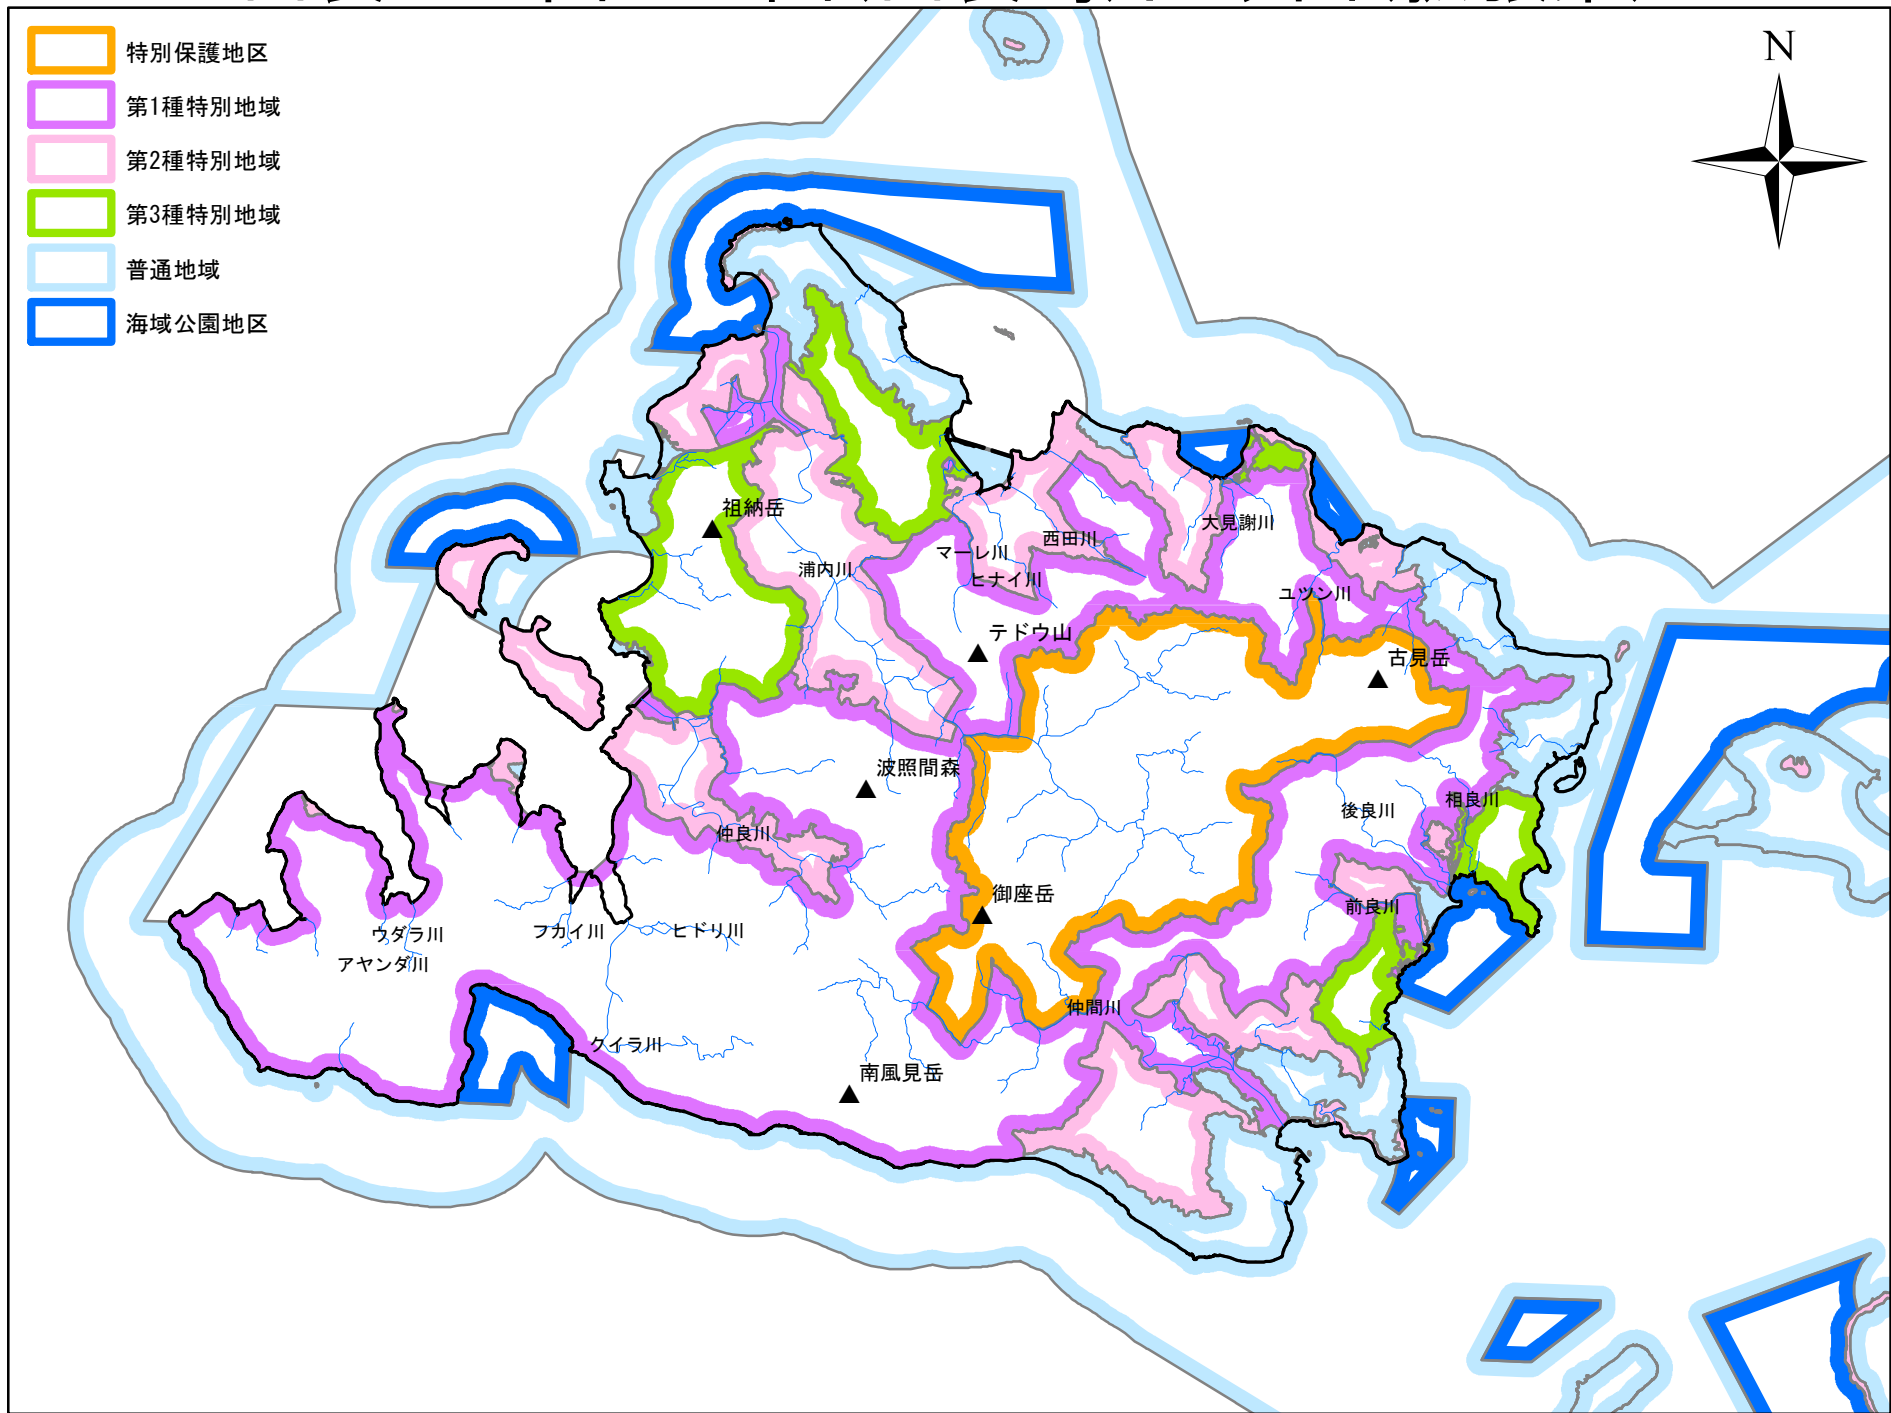 特別保護地区
第1種特別地域
第2種特別地域
第3種特別地域
普通地域
海域公園地区
N
祖納岳
大見謝川
西田川
マーレ川
浦内川
ヒナイ川
ユツン川
テドウ山
古見岳
波照間森
相良川
後良川
仲良川
御座岳
前良川
ウダラ川
フカイ川
ヒドリ川
アヤンダ川
仲間川
クイラ川
南風見岳